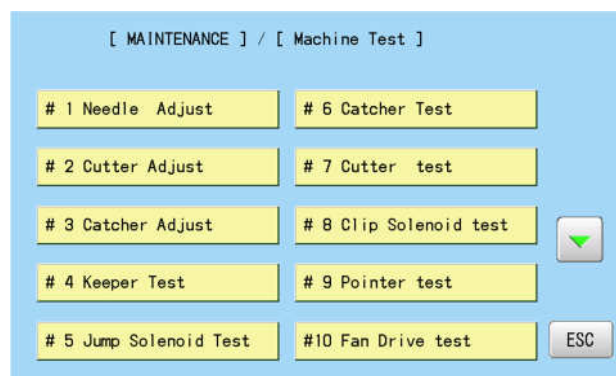 [ MAINTENANCE ] / [ Machine Test ]
# 1 Needle Adjust
# 2 Cutter Adjust
# 3 Catcher Adjust
# 4 Keeper Test
# 5 Jump Solenoid Test
# 6 Catcher Test
# 7 Cutter test
# 8 Clip Solenoid test
# 9 Pointer test
#10 Fan Drive test
ESC